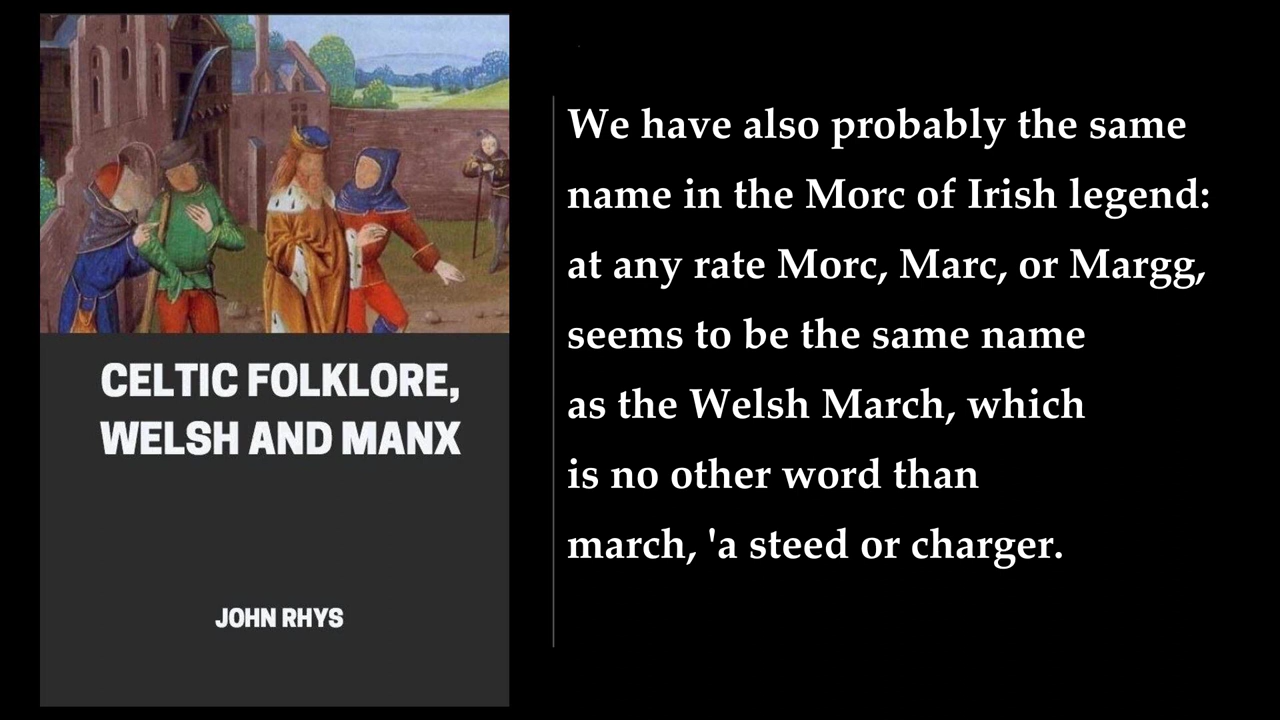 CELTIC FOLKLORE,
WELSH AND MANX
JOHN RHYS
We have also probably the same
name in the Morc of Irish legend:
at any rate Morc, Marc, or Margg,
seems to be the same name
as the Welsh March, which
is no other word than
march, 'a steed or charger.